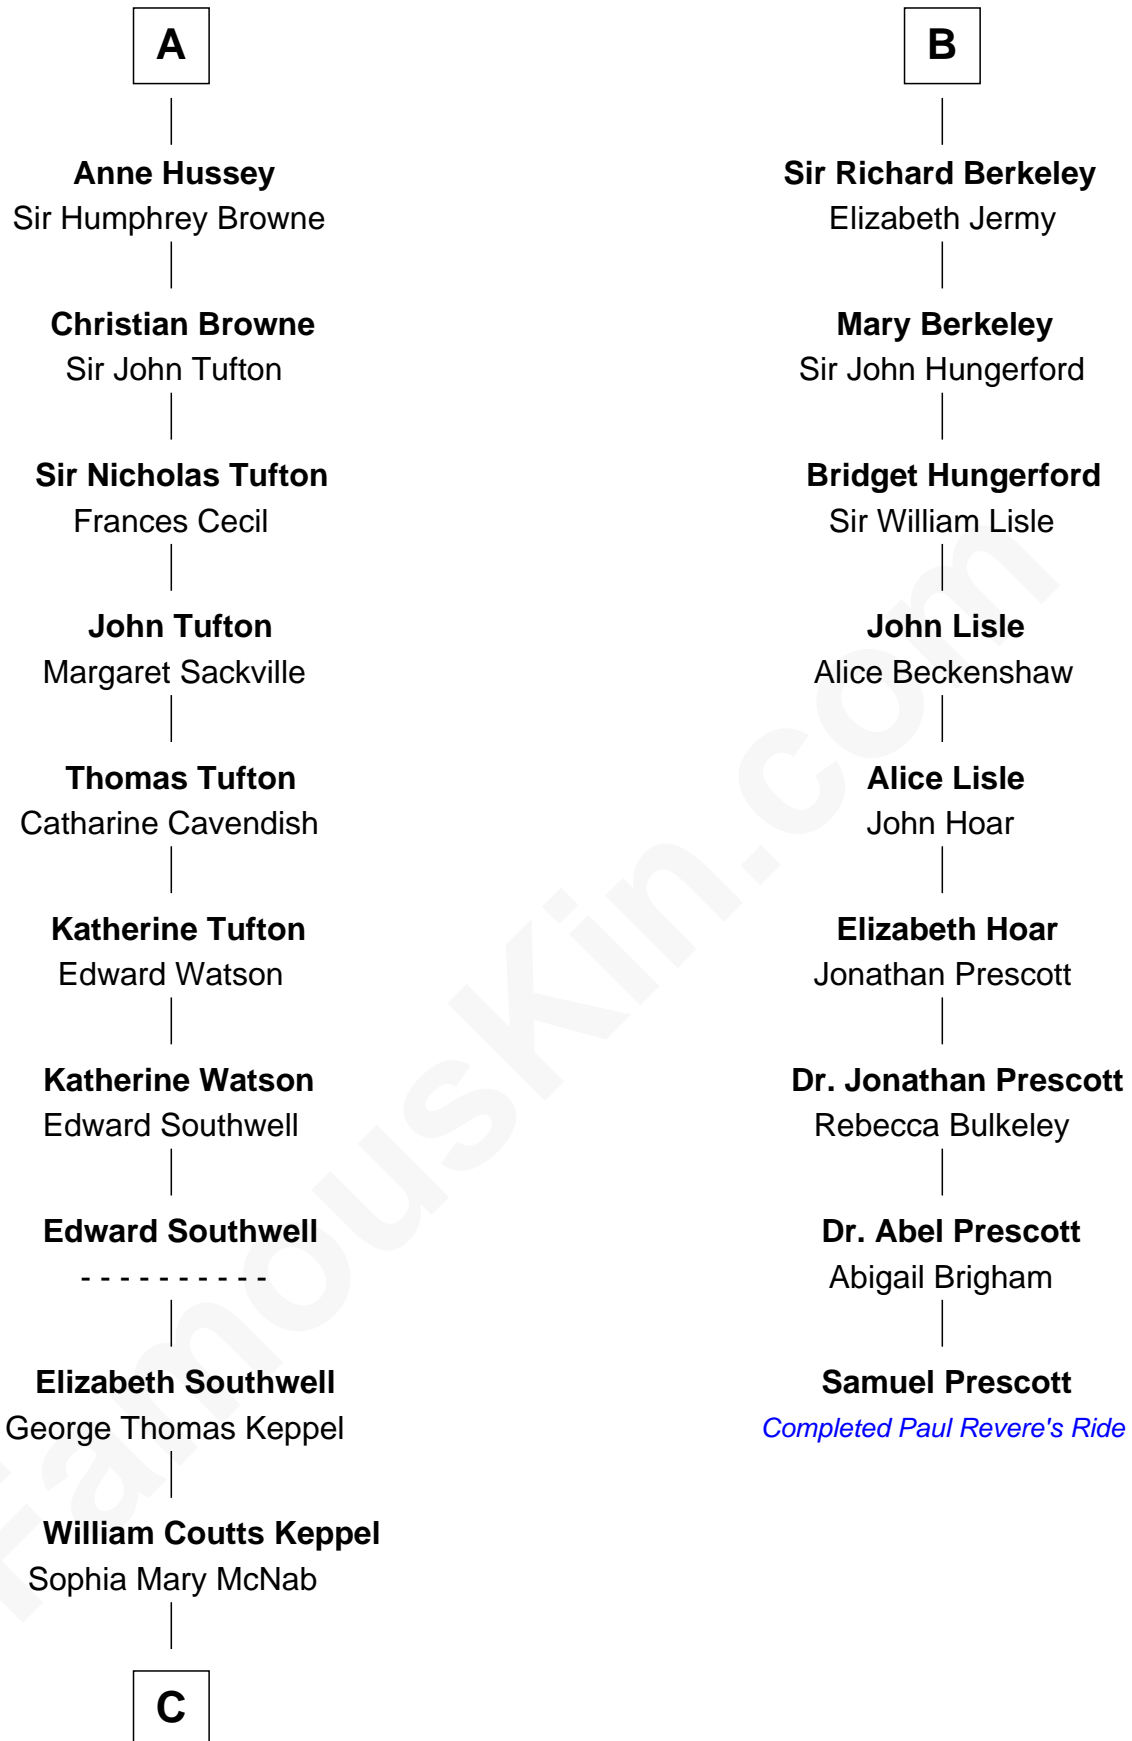 A
Anne Hussey
Sir Humphrey Browne
Christian Browne
Sir John Tufton
Sir Nicholas Tufton
Frances Cecil
John Tufton
Margaret Sackville
Thomas Tufton
Catharine Cavendish
Katherine Tufton
Edward Watson
Katherine Watson
Edward Southwell
Edward Southwell
- - - - - - - - - -
Elizabeth Southwell
George Thomas Keppel
William Coutts Keppel
Sophia Mary McNab
C
B
Sir Richard Berkeley
Elizabeth Jermy
Mary Berkeley
Sir John Hungerford
Bridget Hungerford
Sir William Lisle
John Lisle
Alice Beckenshaw
Alice Lisle
John Hoar
Elizabeth Hoar
Jonathan Prescott
Dr. Jonathan Prescott
Rebecca Bulkeley
Dr. Abel Prescott
Abigail Brigham
Samuel Prescott
Completed Paul Revere's Ride
FamousKin.com